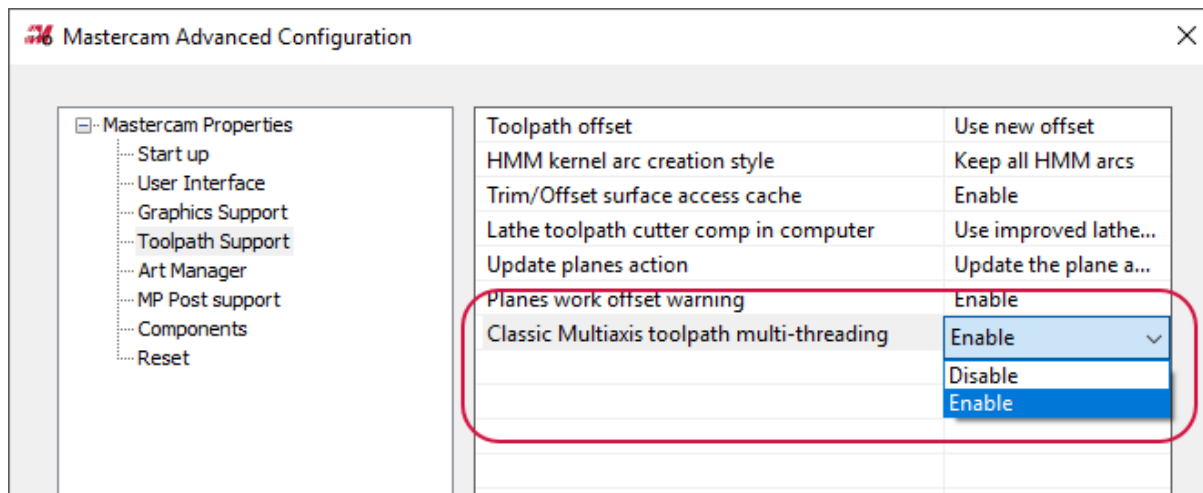 Mastercam Advanced Configuration
Mastercam Properties
Start up
User Interface
Graphics Support
Toolpath Support
Art Manager
MP Post support
Components
Reset
Toolpath offset Use new offset
HMM kernel arc creation style Keep all HMM arcs
Trim/Offset surface access cache Enable
Lathe toolpath cutter comp in computer Use improved lathe...
Update planes action Update the plane a...
Planes work offset warning Enable
Classic Multiaxis toolpath multi-threading Enable
Disable
Enable